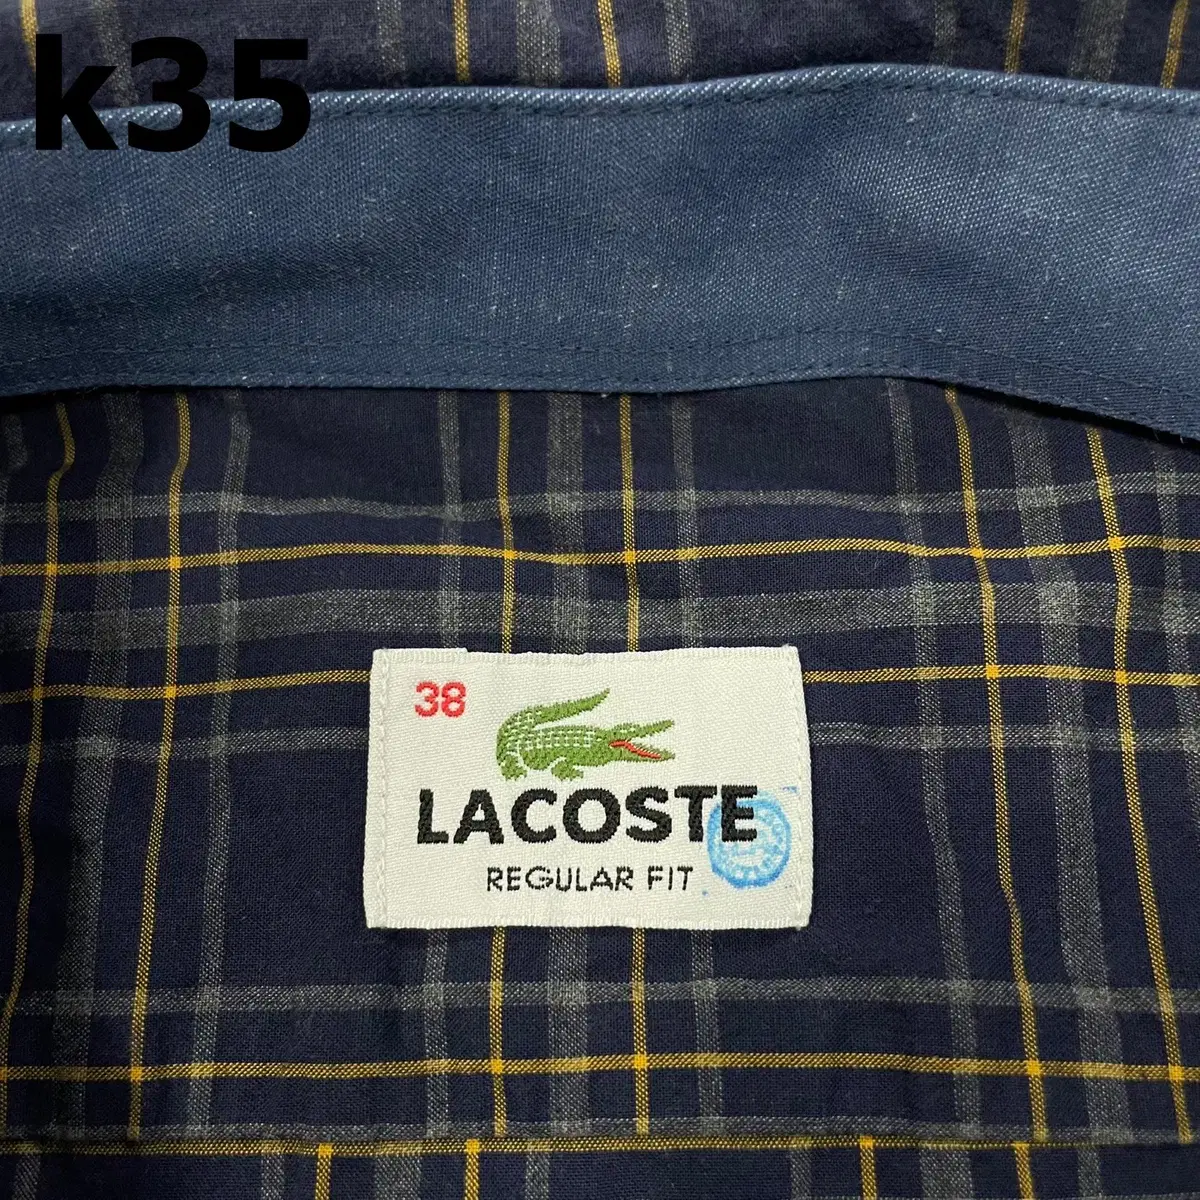 k35
38
LACOSTE
REGULAR FIT